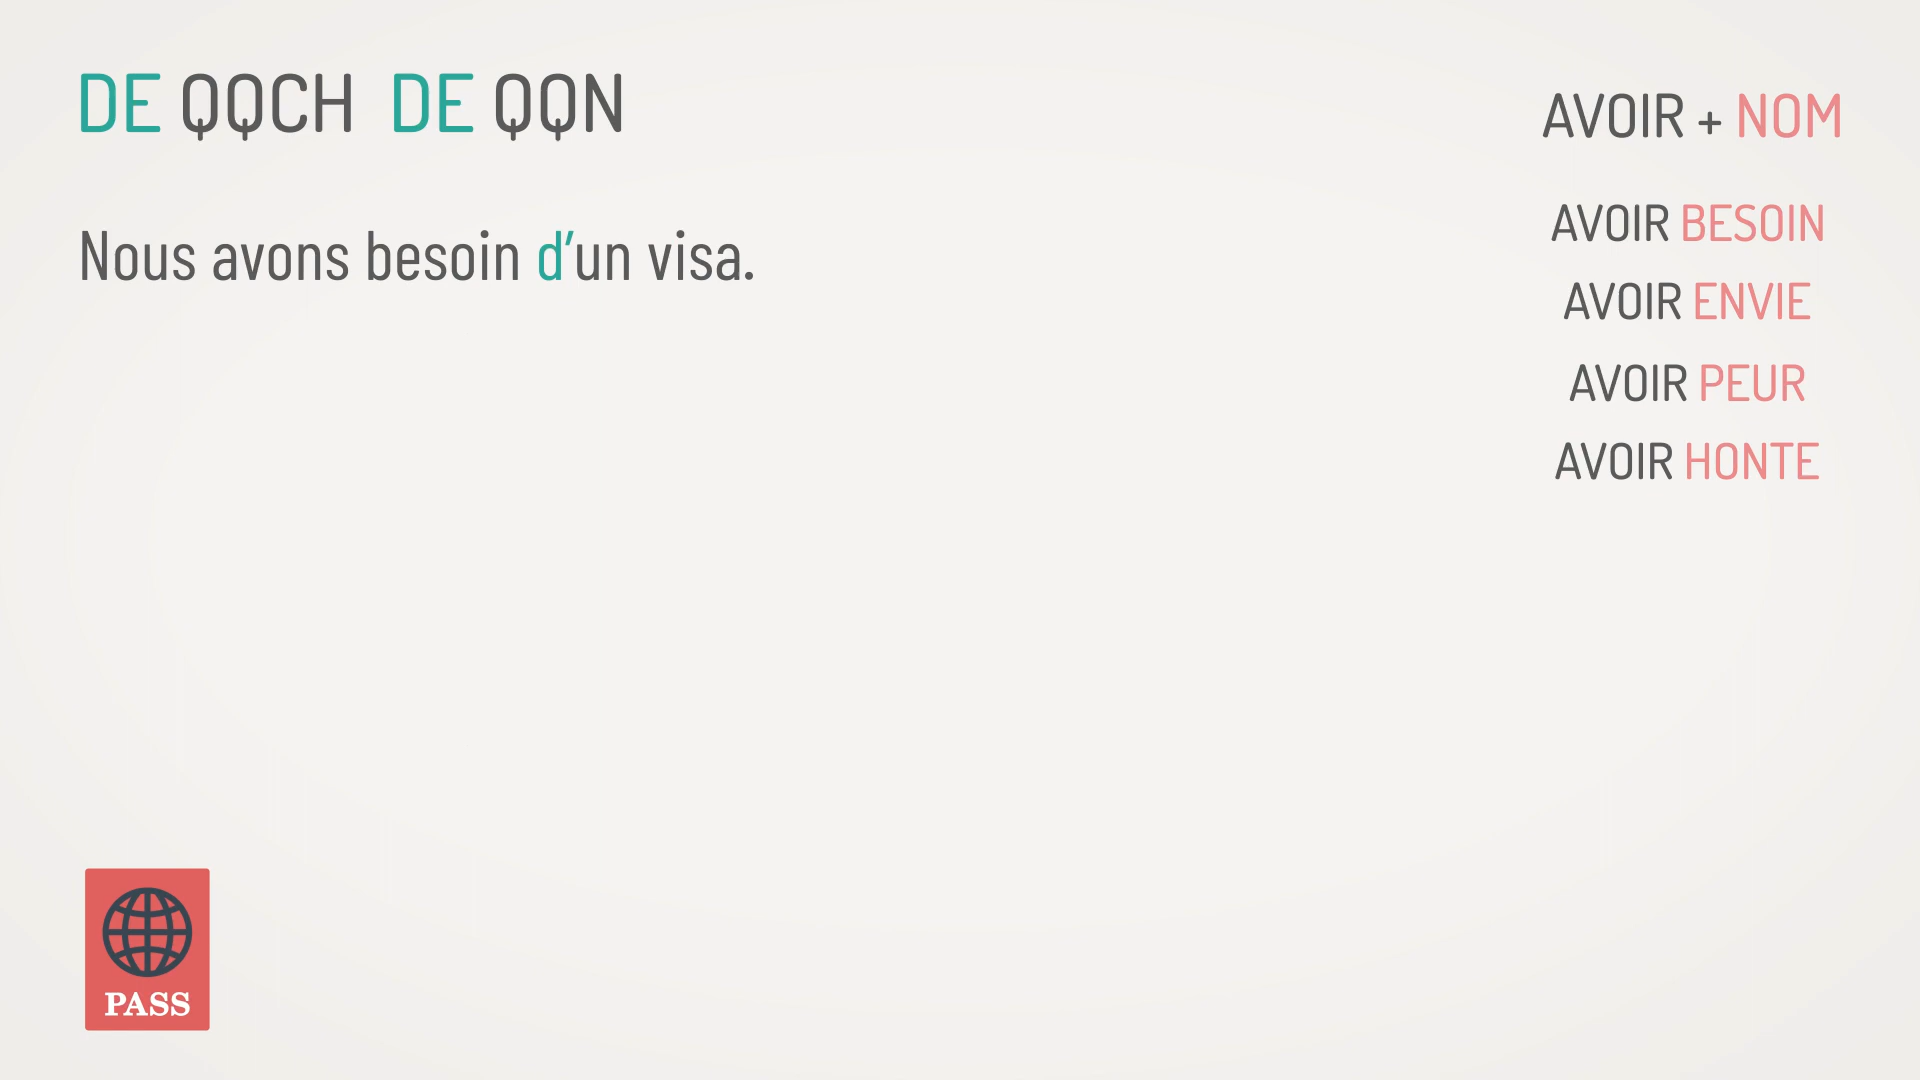 DE QQCH DE QQN
Nous avons besoin d’un visa.
AVOIR + NOM
AVOIR BESOIN
AVOIR ENVIE
AVOIR PEUR
AVOIR HONTE
PASS